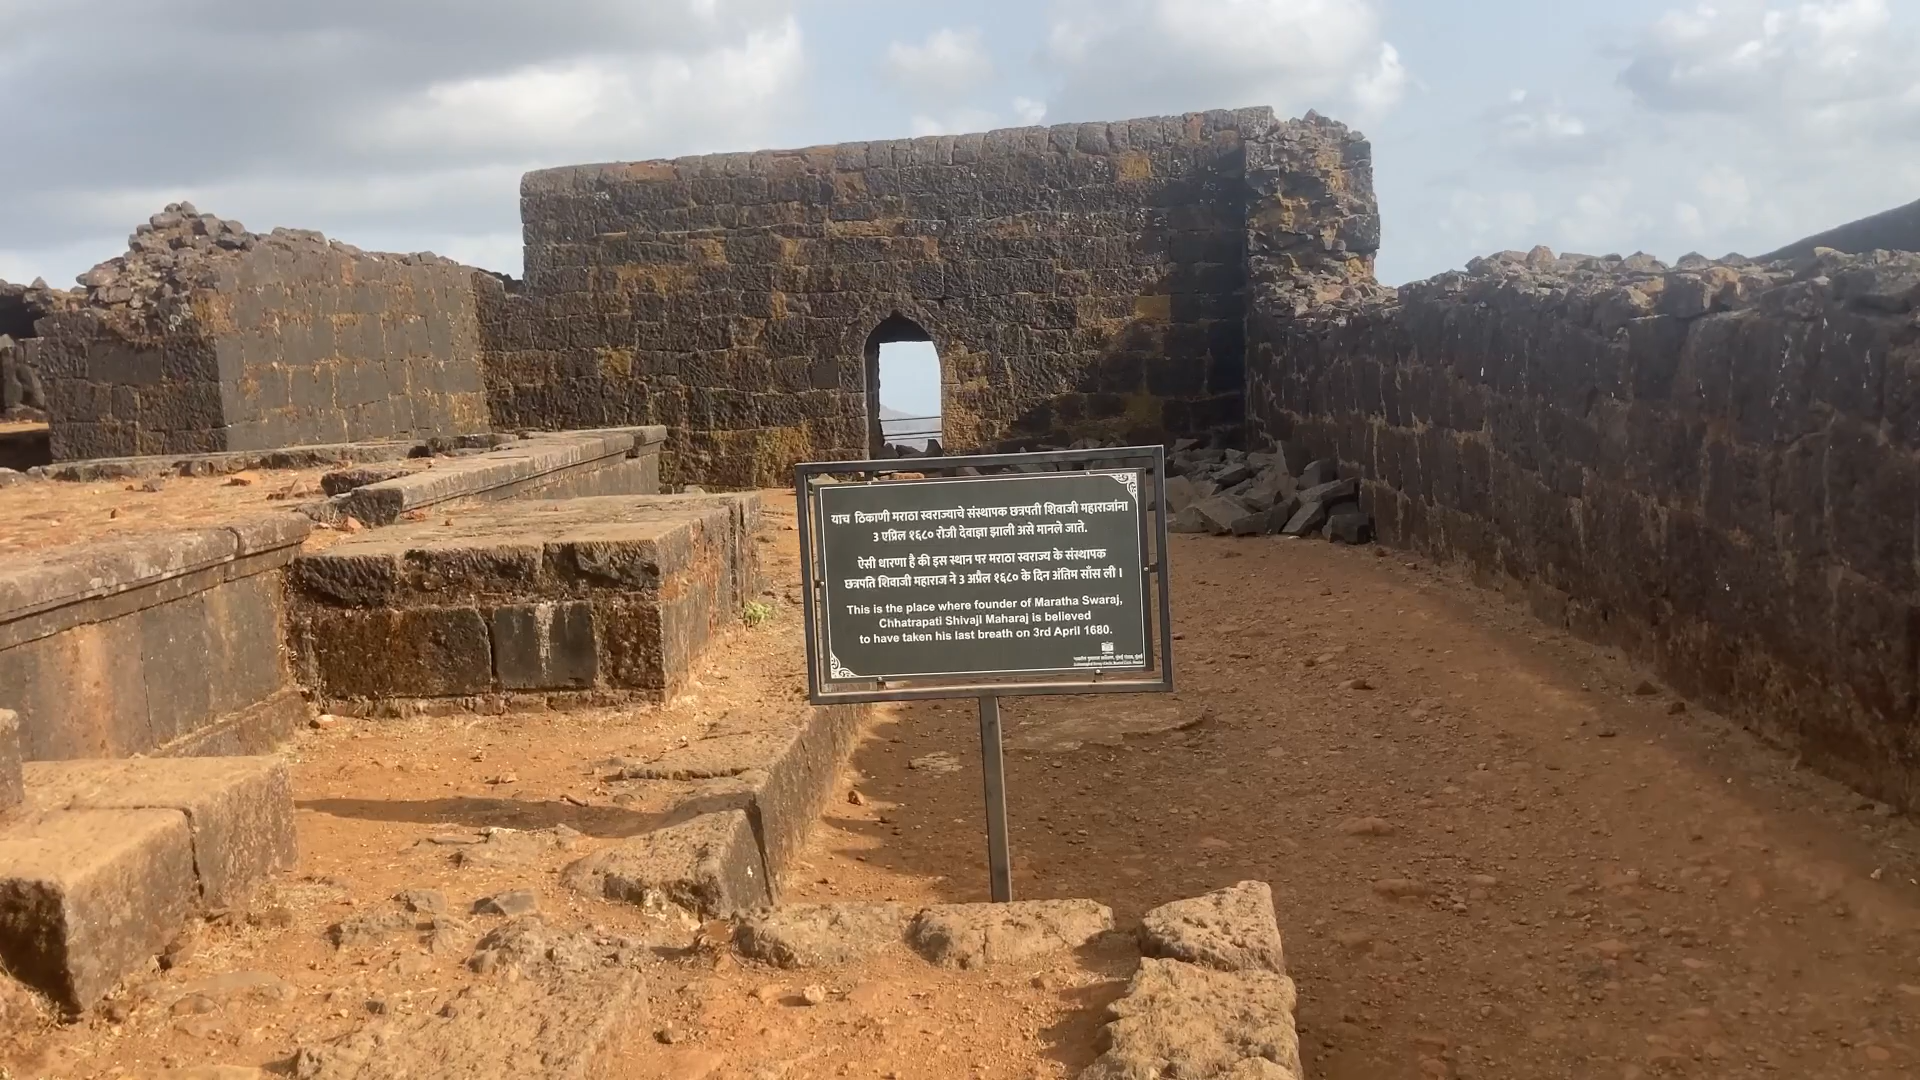 याच ठिकाणी मराठा स्वराज्याचे संस्थापक छत्रपती शिवाजी महाराजांना
3 एप्रिल १६८० रोजी देवाज्ञा झाली असे मानले जाते.
ऐसी धारणा है की इस स्थान पर मराठा स्वराज्य के संस्थापक
छत्रपति शिवाजी महाराज ने 3 अप्रैल १६८० के दिन अंतिम साँस ली ।
This is the place where founder of Maratha Swaraj,
Chhatrapati Shivaji Maharaj is believed
to have taken his last breath on 3rd April 1680.